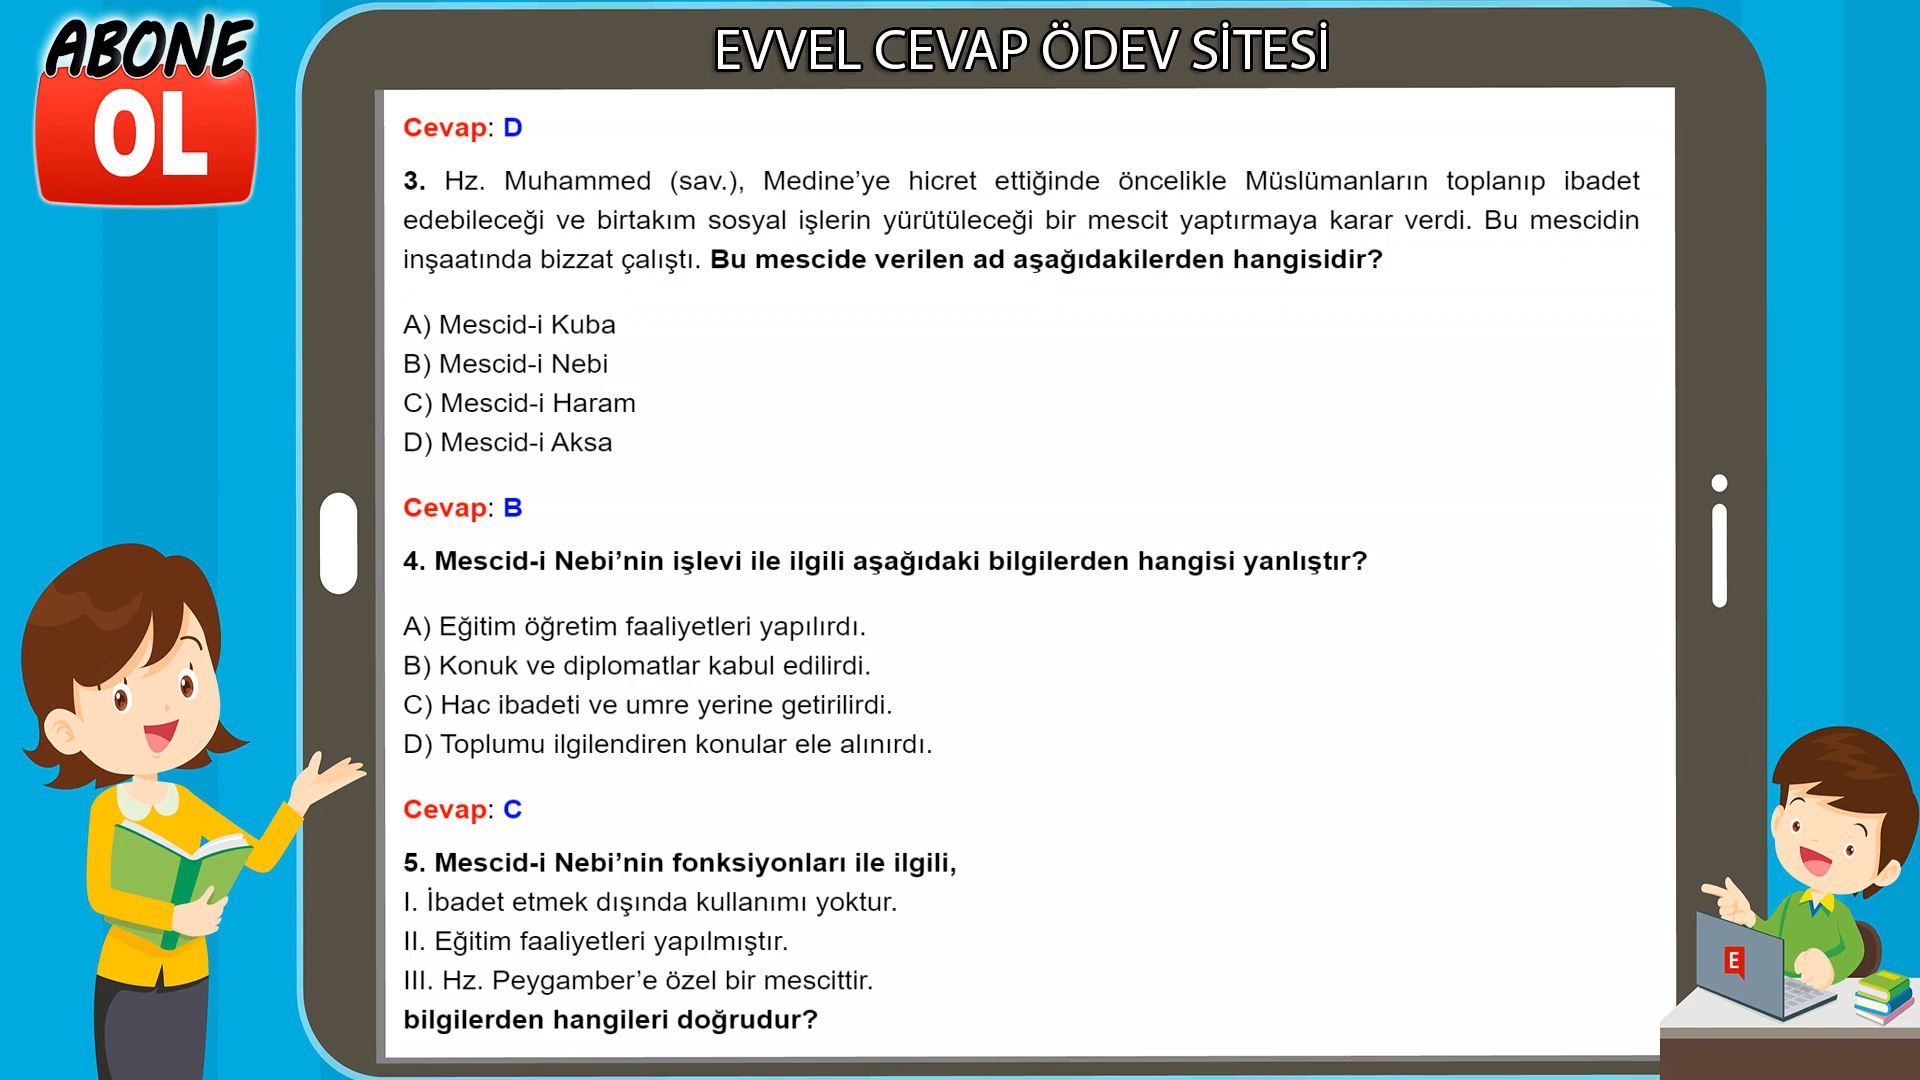 ABONE
OL
EVVEL CEVAP ÖDEV SİTESİ
Cevap: D
3. Hz. Muhammed (sav.), Medine’ye hicret ettiğinde öncelikle Müslümanların toplanıp ibadet
edebileceği ve birtakım sosyal işlerin yürütüleceği bir mescit yaptırmaya karar verdi. Bu mescidin
inşaatında bizzat çalıştı. Bu mescide verilen ad aşağıdakilerden hangisidir?
A) Mescid-i Kuba
B) Mescid-i Nebi
C) Mescid-i Haram
D) Mescid-i Aksa
Cevap: B
4. Mescid-i Nebi’nin işlevi ile ilgili aşağıdaki bilgilerden hangisi yanlıştır?
A) Eğitim öğretim faaliyetleri yapılırdı.
B) Konuk ve diplomatlar kabul edilirdi.
C) Hac ibadeti ve umre yerine getirilirdi.
D) Toplumu ilgilendiren konular ele alınırdı.
Cevap: C
5. Mescid-i Nebi’nin fonksiyonları ile ilgili,
I. İbadet etmek dışında kullanımı yoktur.
II. Eğitim faaliyetleri yapılmıştır.
III. Hz. Peygamber’e özel bir mescittir.
bilgilerden hangileri doğrudur?
E